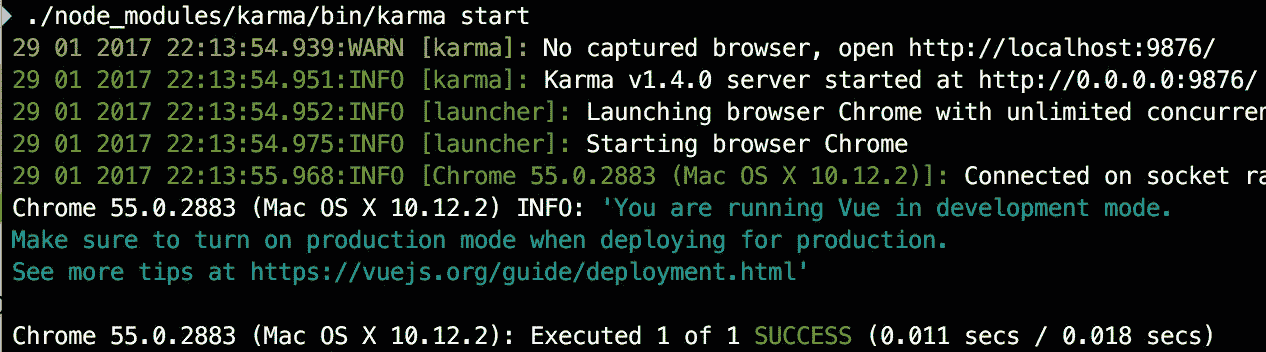 ./node_modules/karma/bin/karma start
29 01 2017 22:13:54.939:WARN [karma]: No captured browser, open http://localhost:9876/
29 01 2017 22:13:54.951:INFO [karma]: Karma v1.4.0 server started at http://0.0.0.0:9876/
29 01 2017 22:13:54.952:INFO [launcher]: Launching browser Chrome with unlimited concurren
29 01 2017 22:13:54.975:INFO [launcher]: Starting browser Chrome
29 01 2017 22:13:55.968:INFO [Chrome 55.0.2883 (Mac OS X 10.12.2)]: Connected on socket ra
Chrome 55.0.2883 (Mac OS X 10.12.2) INFO: 'You are running Vue in development mode.
Make sure to turn on production mode when deploying for production.
See more tips at https://vuejs.org/guide/deployment.html'
Chrome 55.0.2883 (Mac OS X 10.12.2): Executed 1 of 1 SUCCESS (0.011 secs / 0.018 secs)